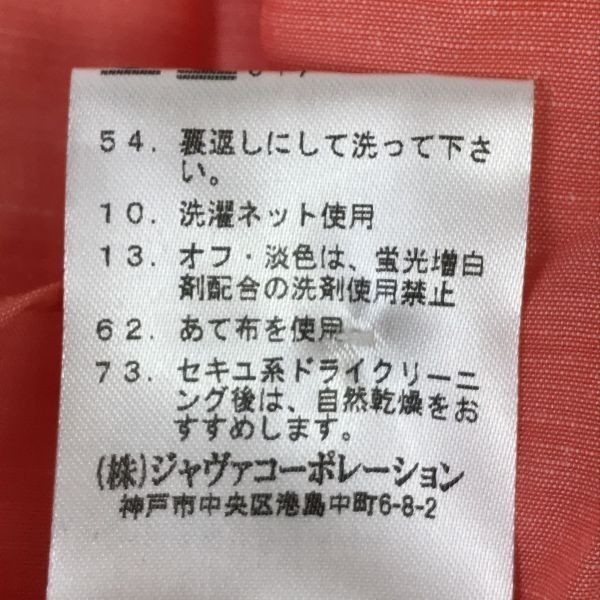 54. 裏返しにして洗って下さ
い。
10. 洗濯ネット使用
13. オフ・淡色は、蛍光増白
剤配合の洗剤使用禁止
62. あて布を使用
73. セキユ系ドライクリーニ
ング後は、自然乾燥をお
すすめします。
(株)ジャヴァコーポレーション
神戸市中央区港島中町6-8-2